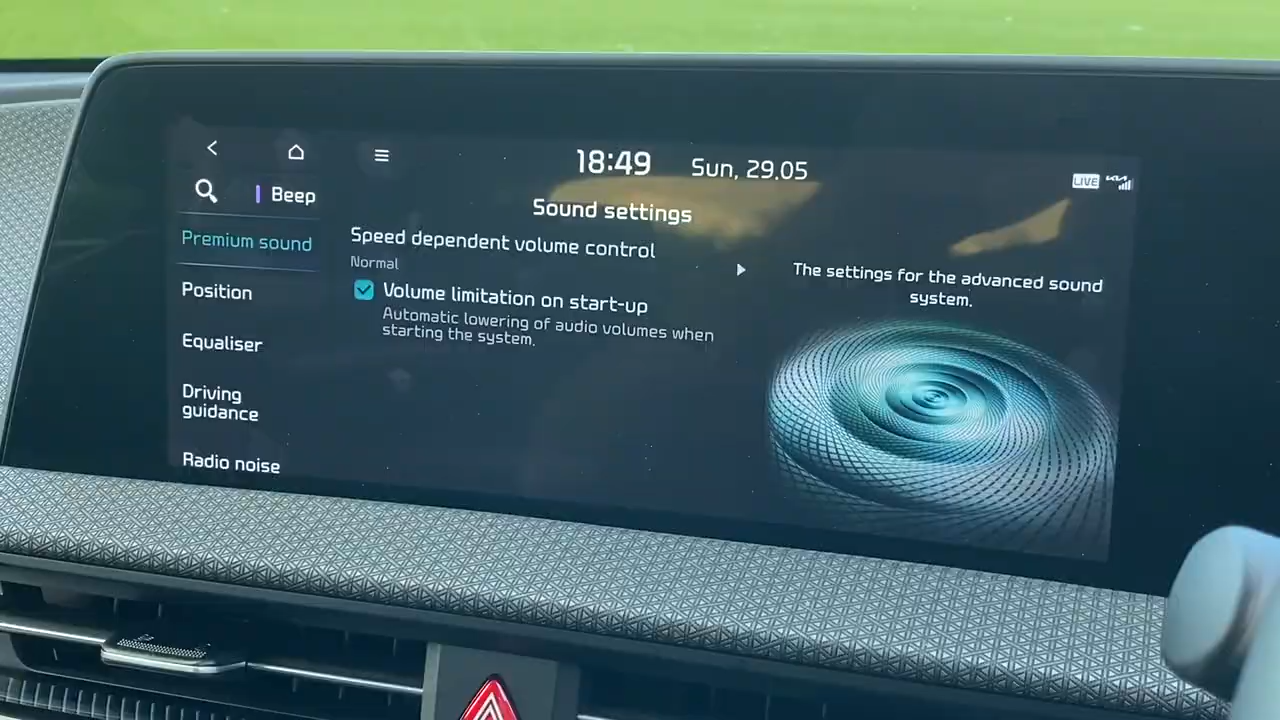 18:49 Sun, 29.05
LIVE
Beep
Sound settings
Premium sound
Position
Equaliser
Driving
guidance
Radio noise
Speed dependent volume control
Normal
Volume limitation on start-up
Automatic lowering of audio volumes when
starting the system.
The settings for the advanced sound
system.